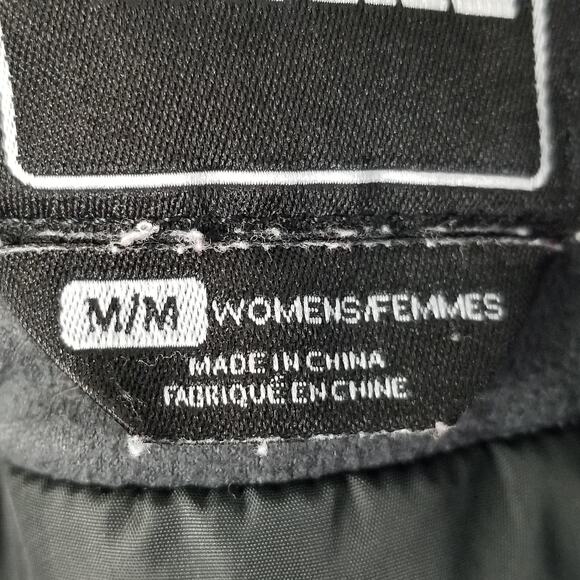 M/M WOMENS/FEMMES
MADE IN CHINA
FABRIQUÉ EN CHINE